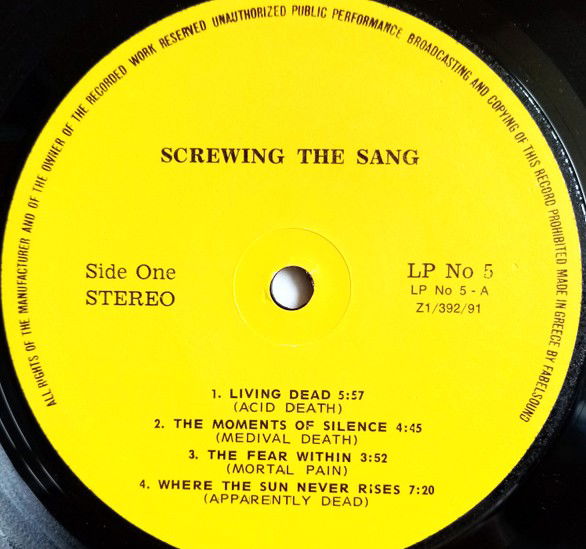 ALL RIGHTS OF THE MANUFACTURER AND OF THE OWNER OF THE RECORDED WORK RESERVED UNAUTHORIZED PUBLIC PERFORMANCE BROADCASTING AND COPYING OF THIS RECORD PROHIBITED MADE IN GREECE BY FABELSOUND
SCREWING THE SANG
Side One
STEREO
LP No 5
LP No 5 - A
Z1/392/91
1. LIVING DEAD 5:57
(ACID DEATH)
2. THE MOMENTS OF SILENCE 4:45
(MEDIVAL DEATH)
3. THE FEAR WITHIN 3:52
(MORTAL PAIN)
4. WHERE THE SUN NEVER RISES 7:20
(APPARENTLY DEAD)